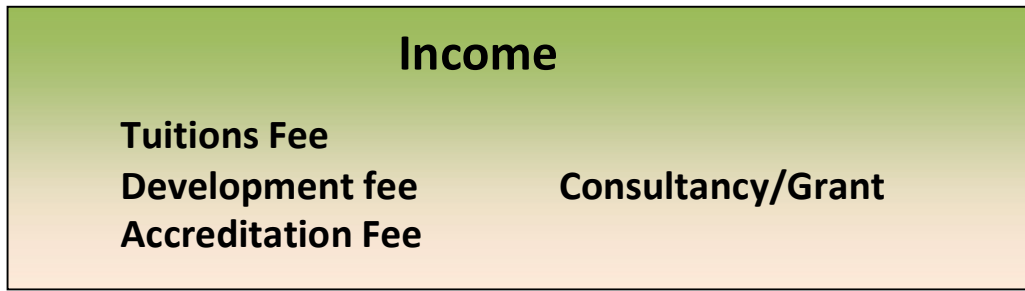 Income
Tuitions Fee
Development fee Consultancy/Grant
Accreditation Fee